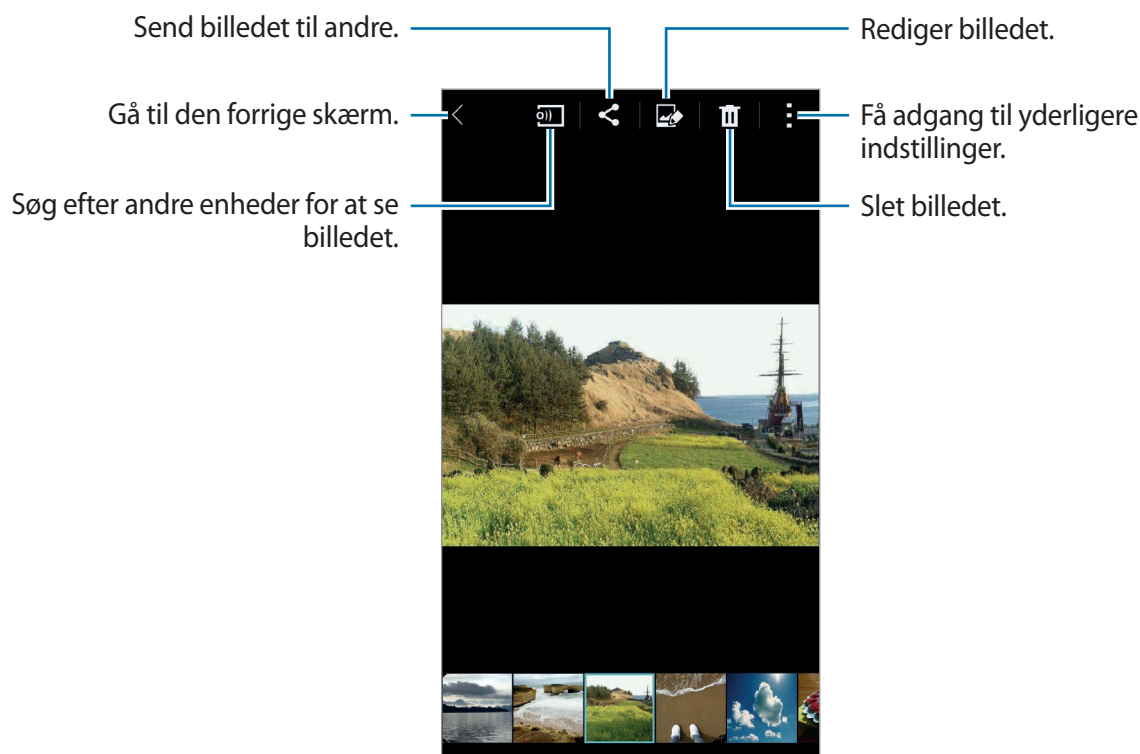 Send billedet til andre.
Rediger billedet.
Gå til den forrige skærm.
Få adgang til yderligere
indstillinger.
Søg efter andre enheder for at se
billedet.
Slet billedet.